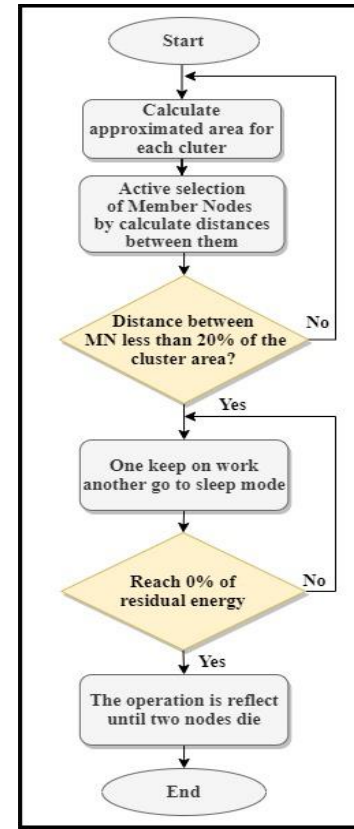 Start
Calculate
approximated area for
each cluter
Active selection
of Member Nodes
by calculate distances
between them
Distance between
MN less than 20% of the
cluster area?
No
Yes
One keep on work
another go to sleep mode
Reach 0% of
residual energy
No
Yes
The operation is reflect
until two nodes die
End